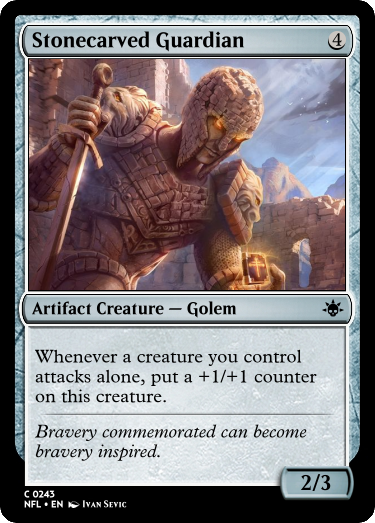 Stonecarved Guardian 4
Artifact Creature — Golem
Whenever a creature you control
attacks alone, put a +1/+1 counter
on this creature.
Bravery commemorated can become
bravery inspired.
2/3
C 0243
NFL • EN Ivan Sevic